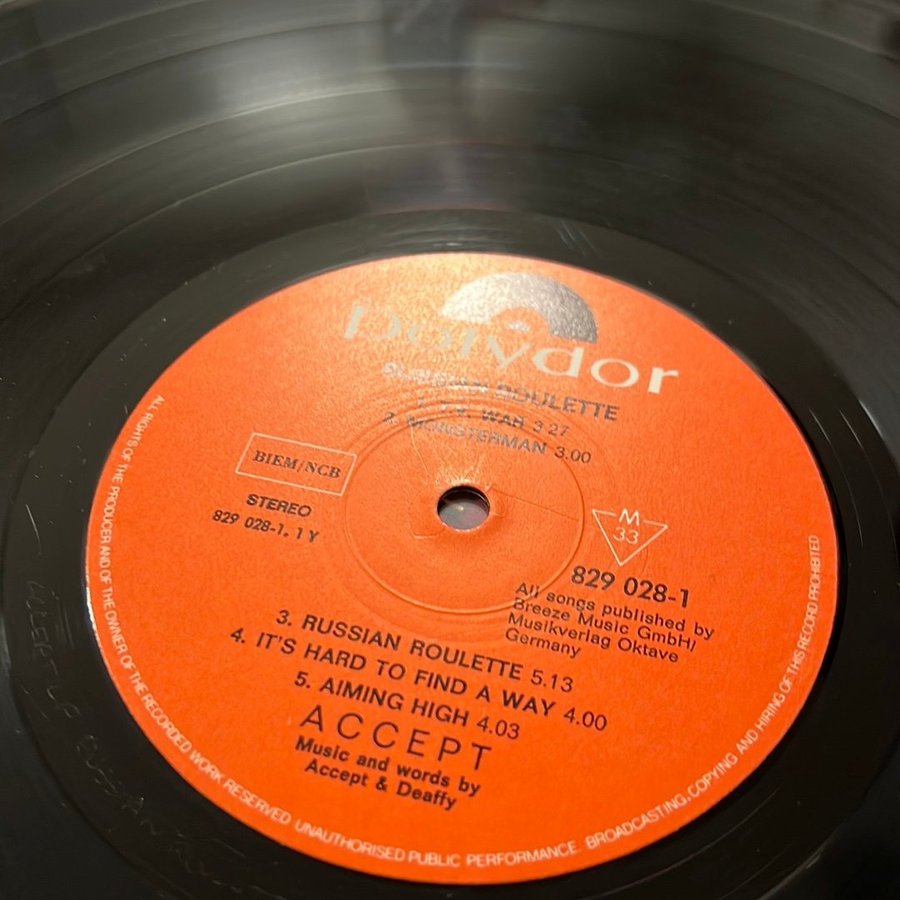 polydor
RUSSIAN ROULETTE
1. T.V. WAR 3.27
2. MONSTERMAN 3.00
BIEM/NCB
STEREO
829 028-1, 1 Y
M
33
829 028-1
All songs published by
Breeze Music GmbH/
Musikverlag Oktave
Germany
3. RUSSIAN ROULETTE 5.13
4. IT'S HARD TO FIND A WAY 4.00
5. AIMING HIGH 4.03
ACCEPT
Music and words by
Accept & Deaffy
ALL RIGHTS OF THE PRODUCER AND OF THE OWNER OF THE RECORDED WORK RESERVED. UNAUTHORISED PUBLIC PERFORMANCE. BROADCASTING, COPYING AND HIRING OF THIS RECORD PROHIBITED